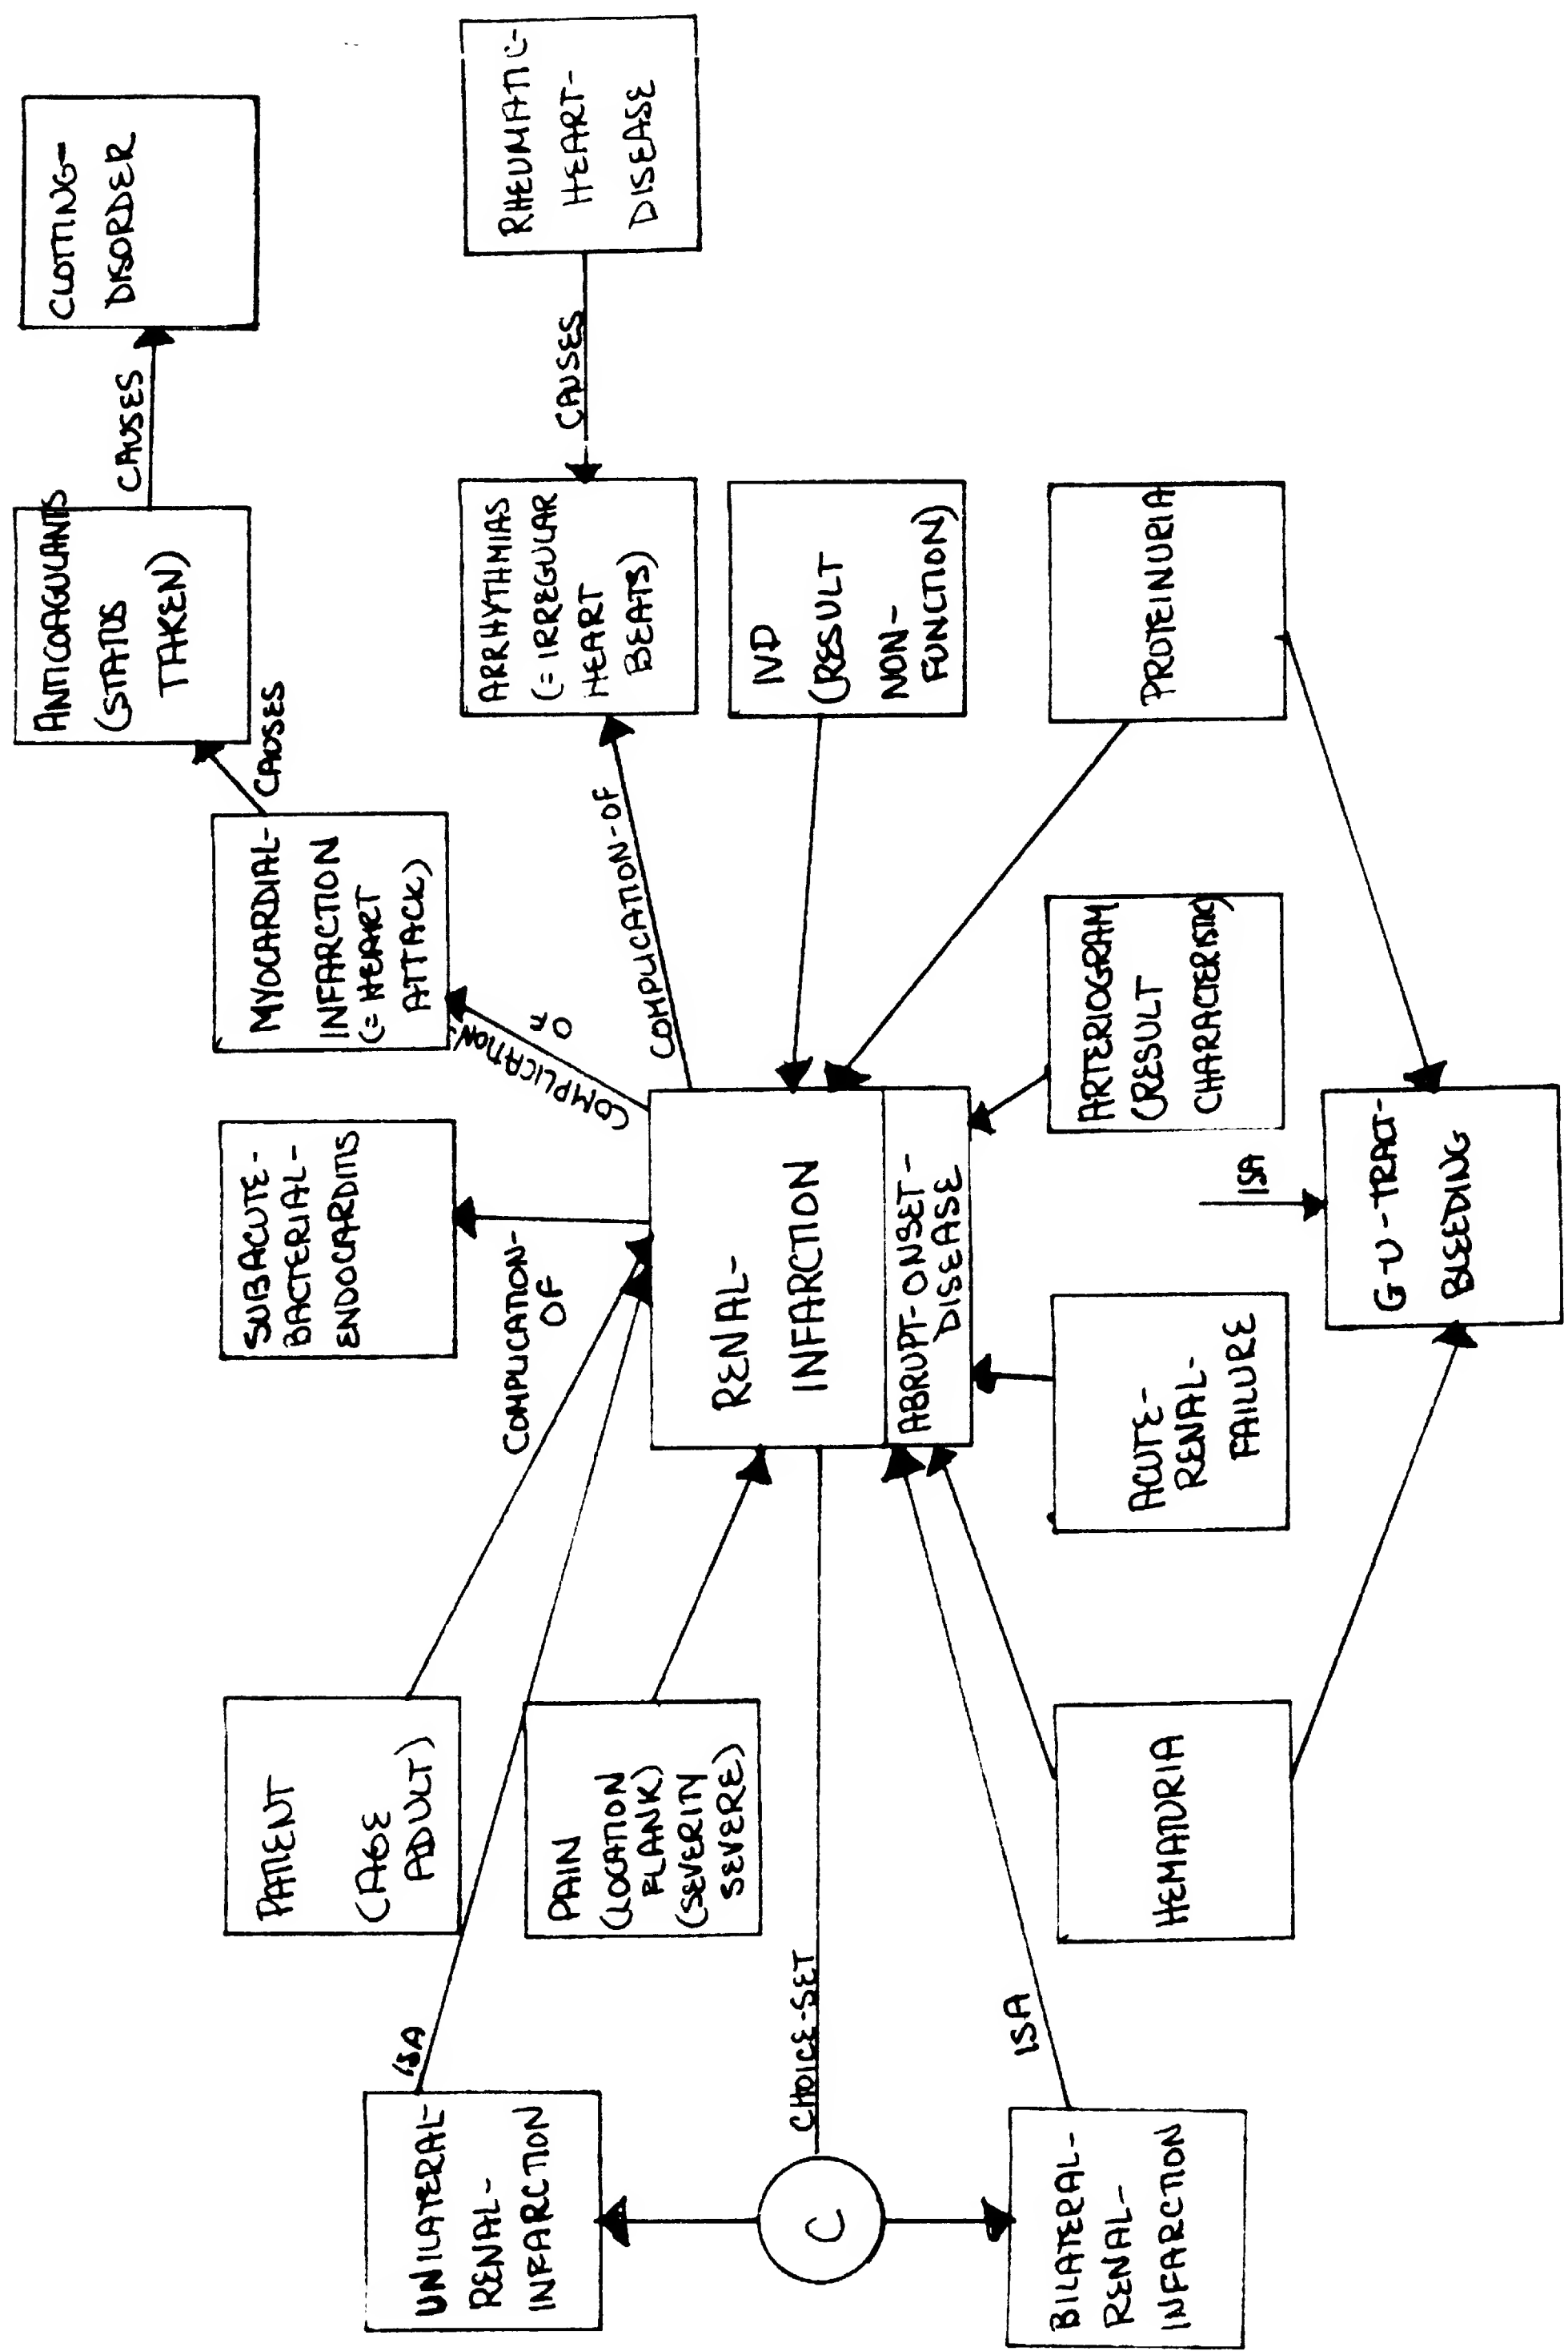 ANTICOAGULANTS
(STATUS
TAKEN)
CAUSES
CLOTTING-
DISORDER
PATIENT
(AGE
ADULT)
SUBACUTE-
BACTERIAL-
ENDOCARDITIS
MYOCARDIAL-
INFARCTION
(= HEART
ATTACK)
CAUSES
UNILATERAL-
RENAL-
INFARCTION
ISA
COMPLICATION-
OF
COMPLICATION-
OF
COMPLICATION-OF
ARRHYTHMIAS
(= IRREGULAR
HEART
BEATS)
CAUSES
RHEUMATIC-
HEART-
DISEASE
PAIN
(LOCATION
FLANK)
(SEVERITY
SEVERE)
RENAL-
INFARCTION
ABRUPT-ONSET-
DISEASE
IVD
(RESULT
NON-
FUNCTION)
C
CHOICE-SET
BILATERAL-
RENAL-
INFARCTION
ISA
HEMATURIA
ACUTE-
RENAL-
FAILURE
ARTERIOGRAM
(RESULT
CHARACTERISTIC)
PROTEINURIA
ISA
G-U-TRACT-
BLEEDING